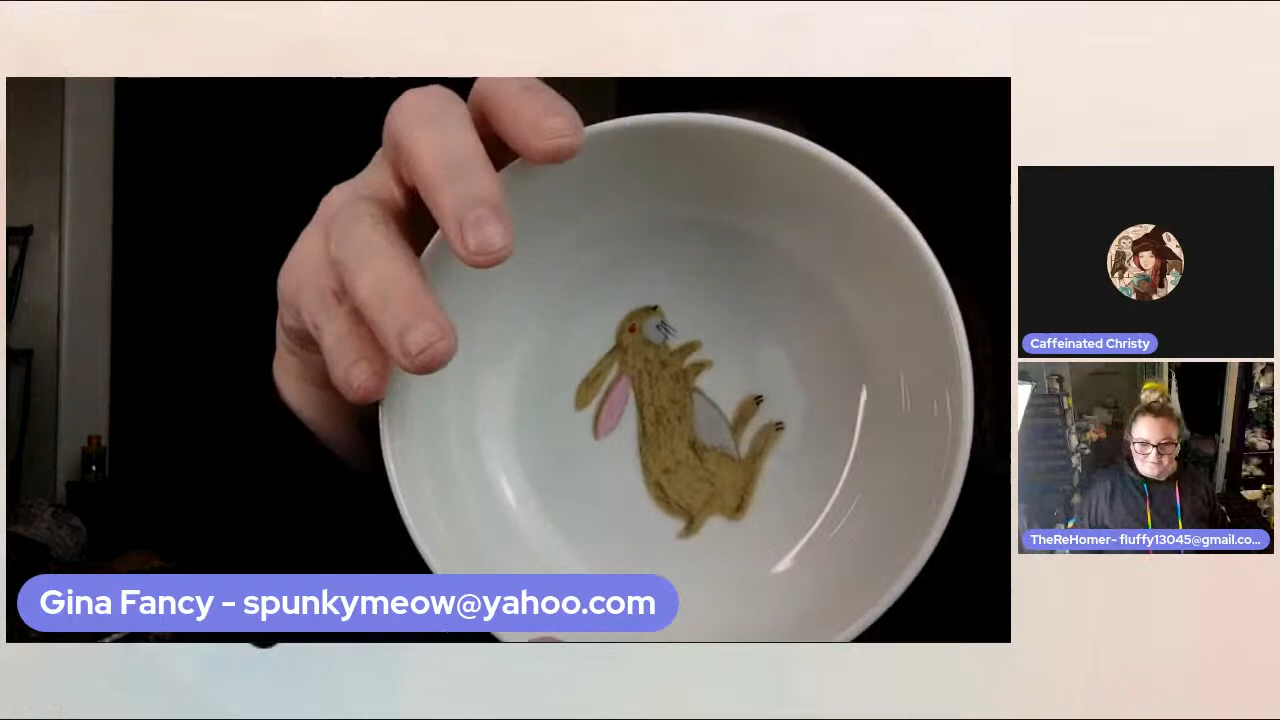 Gina Fancy - spunkymeow@yahoo.com
Caffeinated Christy
TheReHomer- fluffy13045@gmail.co...